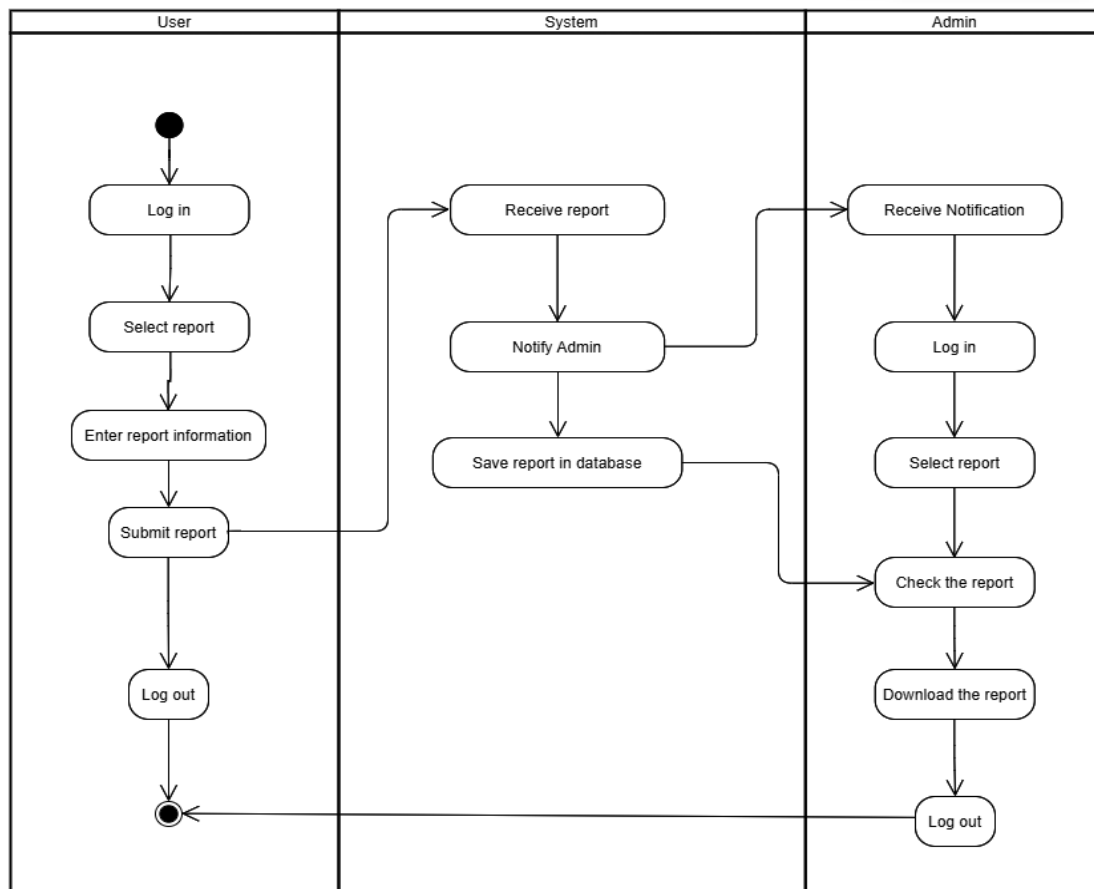 User
System
Admin
Log in
Select report
Enter report information
Submit report
Log out
Receive report
Notify Admin
Save report in database
Receive Notification
Log in
Select report
Check the report
Download the report
Log out